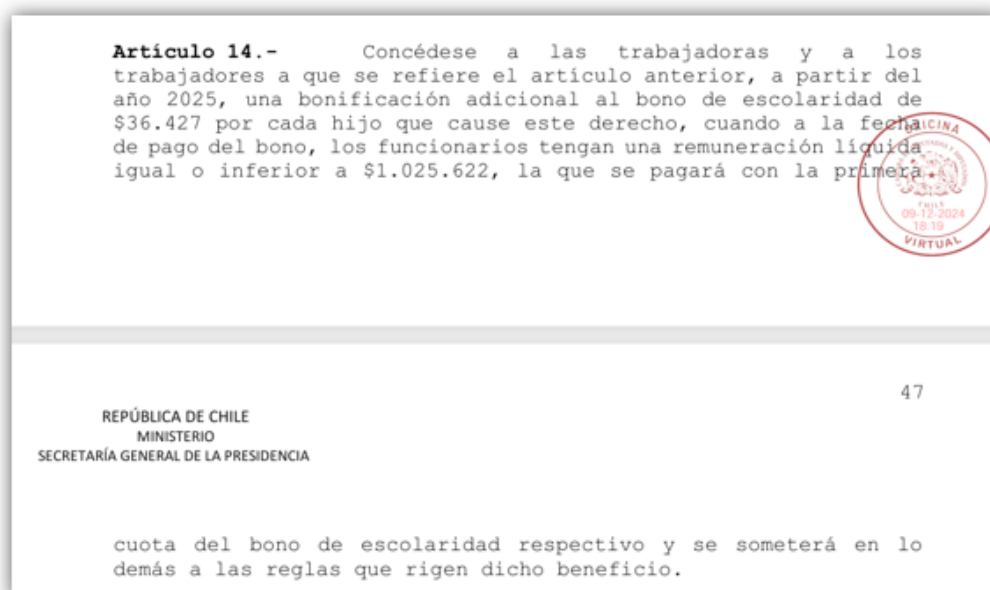 Artículo 14.- Concédese a las trabajadoras y a los
trabajadores a que se refiere el artículo anterior, a partir del
año 2025, una bonificación adicional al bono de escolaridad de
$36.427 por cada hijo que cause este derecho, cuando a la fecha
de pago del bono, los funcionarios tengan una remuneración líquida
igual o inferior a $1.025.622, la que se pagará con la primera
OFICINA
CHILE
09-12-2024
18:19
VIRTUAL
47
REPÚBLICA DE CHILE
MINISTERIO
SECRETARÍA GENERAL DE LA PRESIDENCIA
cuota del bono de escolaridad respectivo y se someterá en lo
demás a las reglas que rigen dicho beneficio.